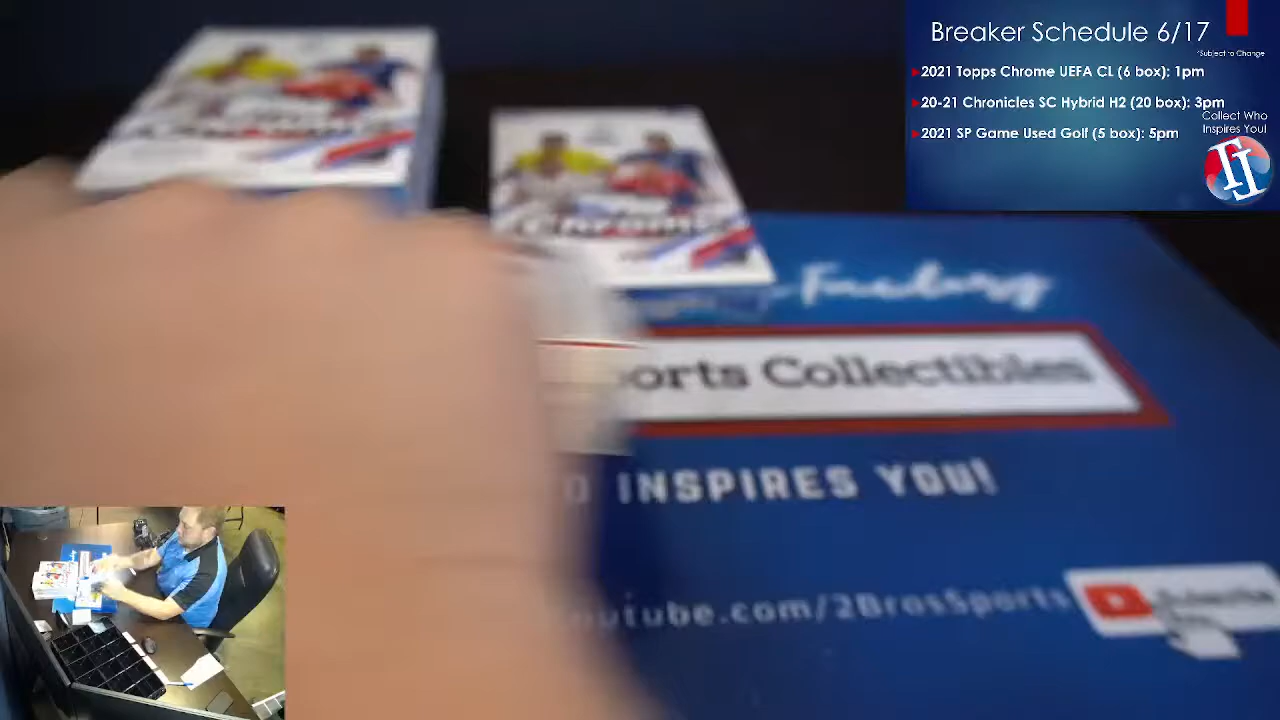 Breaker Schedule 6/17
*Subject to Change
2021 Topps Chrome UEFA CL (6 box): 1pm
20-21 Chronicles SC Hybrid H2 (20 box): 3pm
2021 SP Game Used Golf (5 box): 5pm
Collect Who
Inspires You!
Chrome
orts Collectibles
INSPIRES YOU!
utube.com/2BrosSports